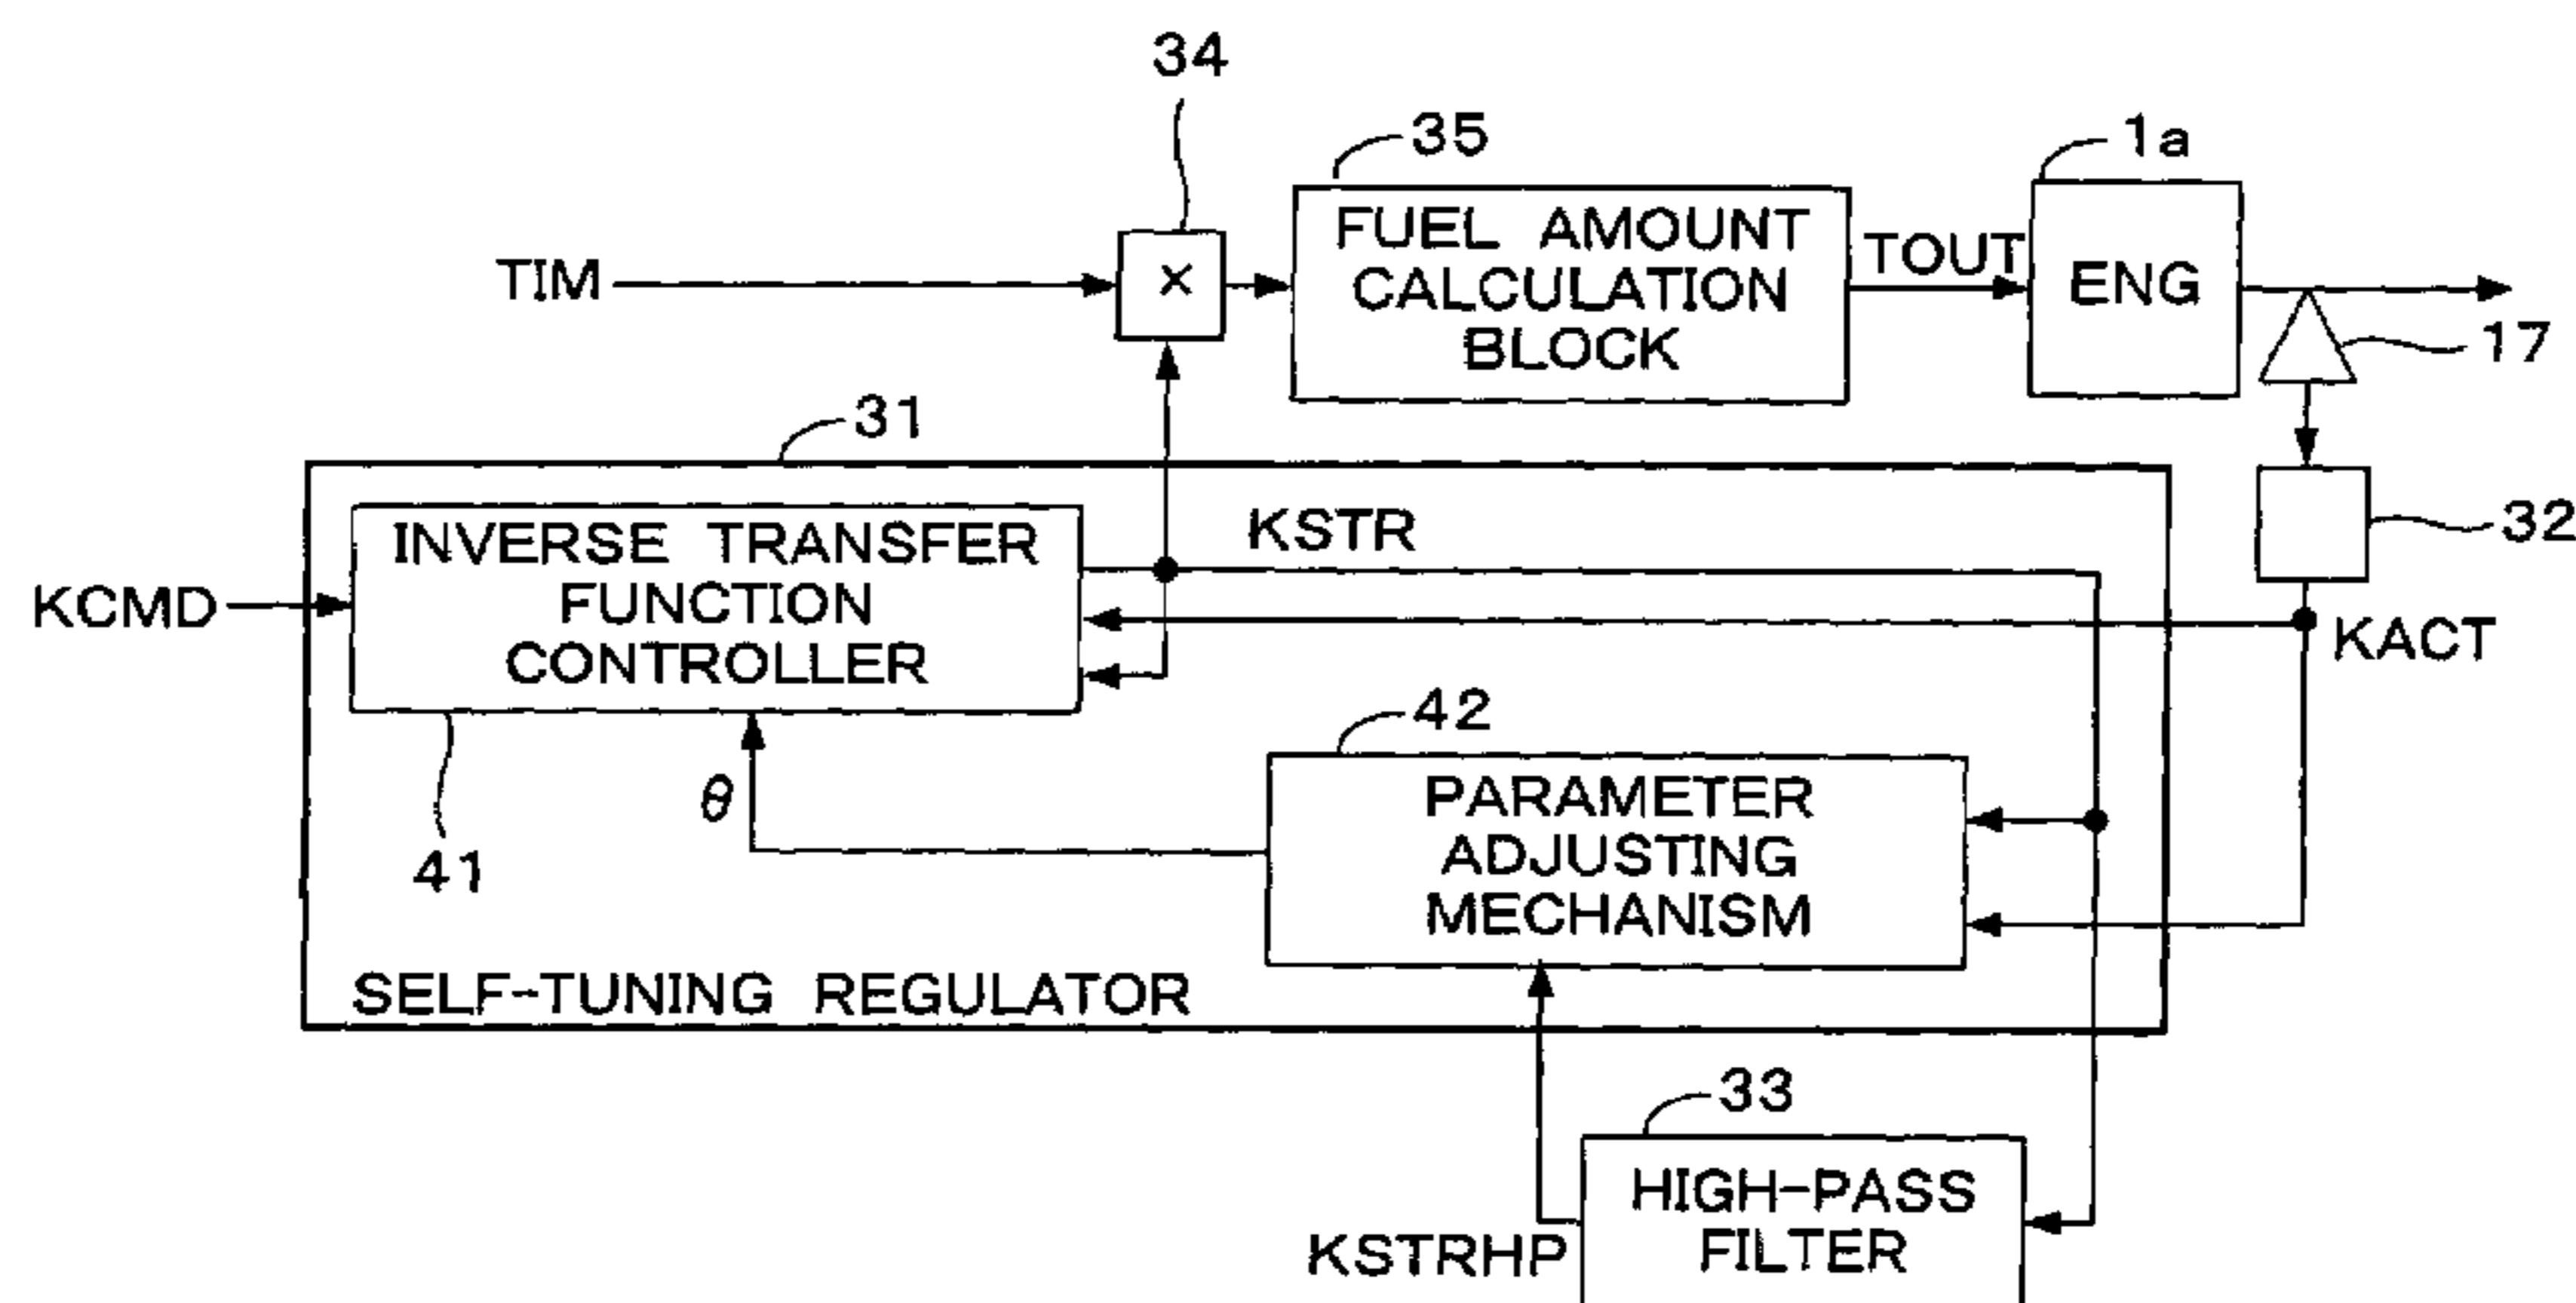 34
35
1a
FUEL AMOUNT
CALCULATION
BLOCK
TIM
×
TOUT
ENG
17
31
32
INVERSE TRANSFER
FUNCTION
CONTROLLER
KSTR
KCMD
KACT
42
θ
PARAMETER
ADJUSTING
MECHANISM
41
SELF-TUNING REGULATOR
33
HIGH-PASS
FILTER
KSTRHP